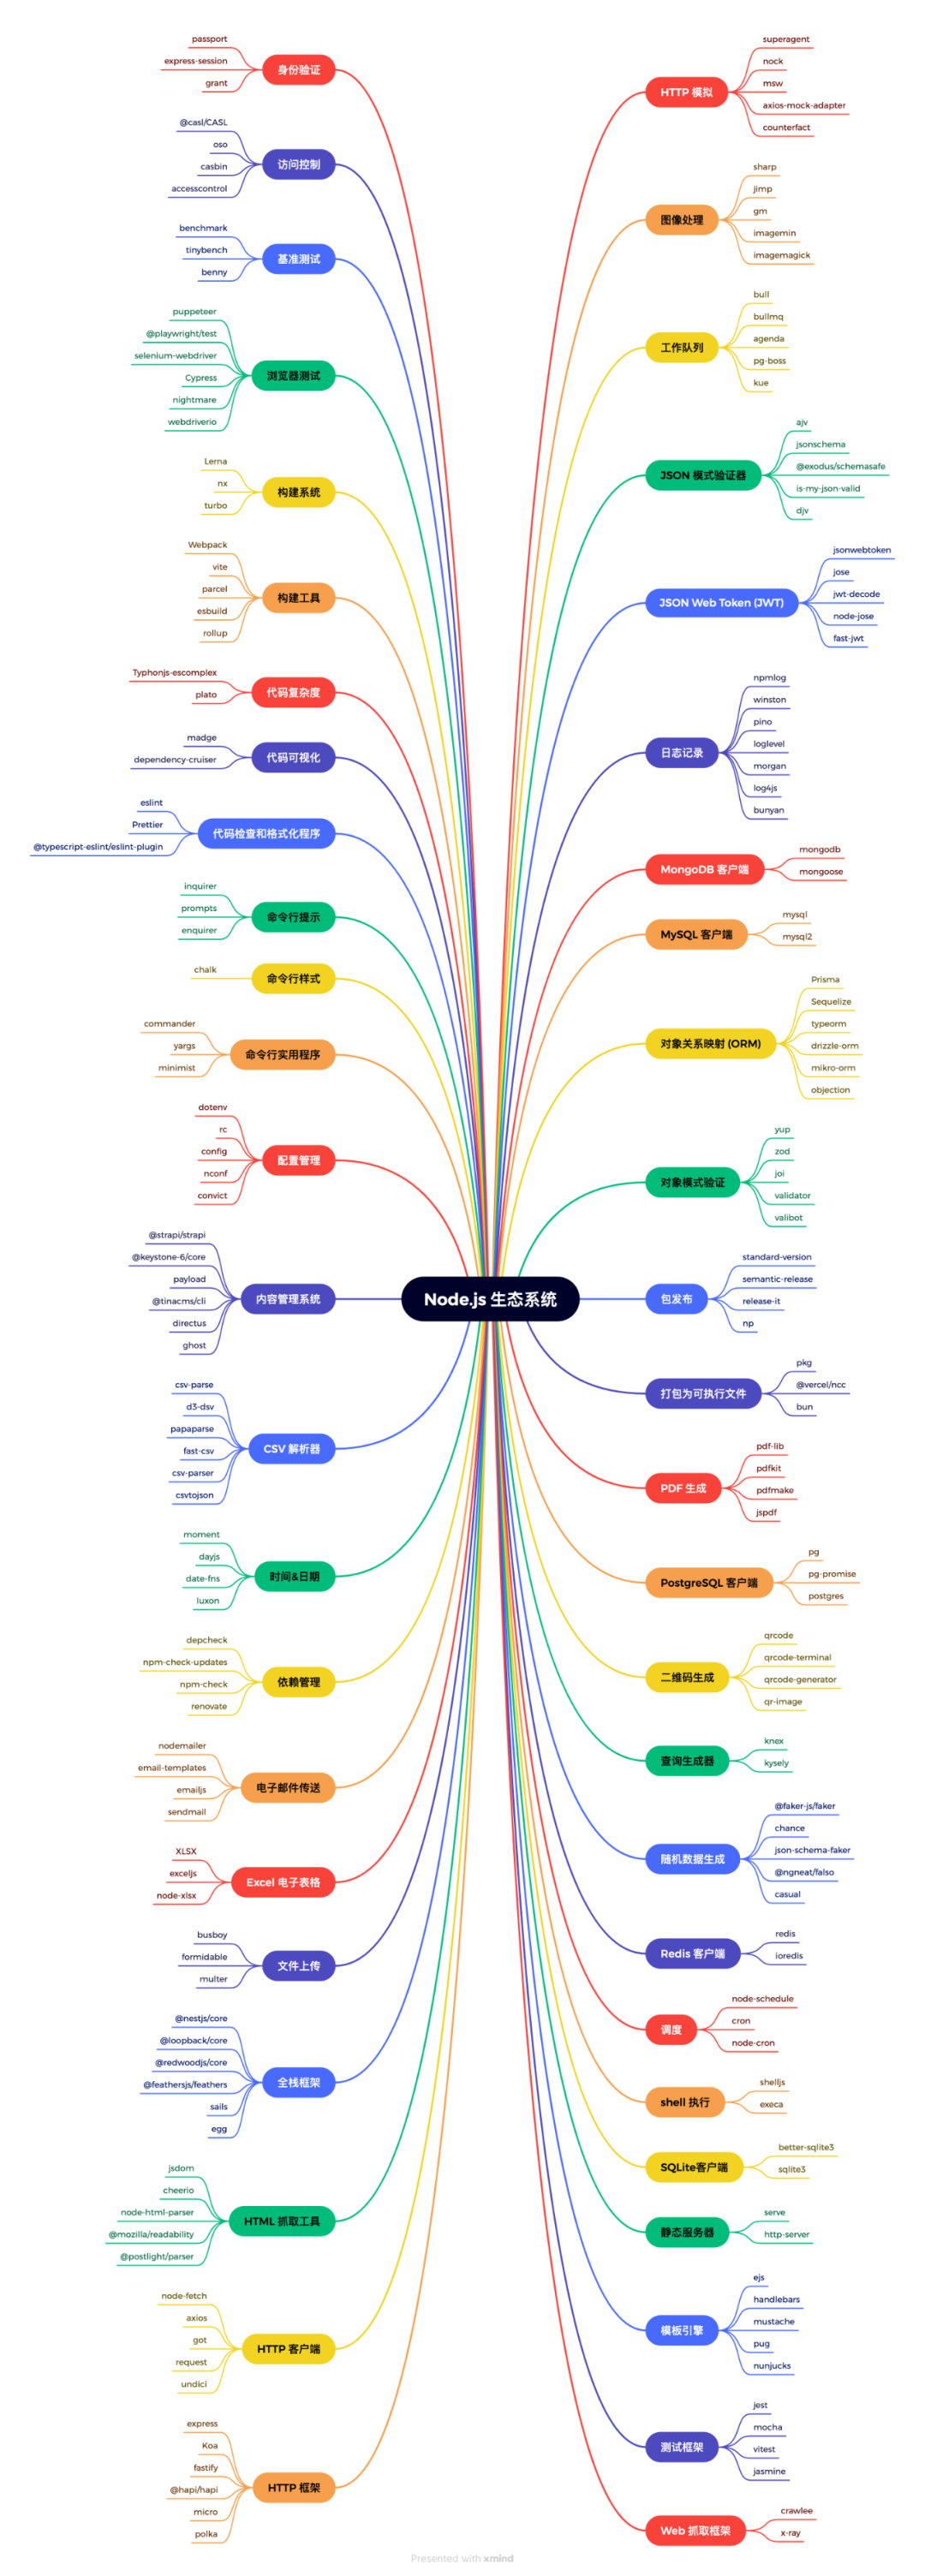 Node.js 生态系统
身份验证
passport
express-session
grant
访问控制
@casl/CASL
oso
casbin
accesscontrol
基准测试
benchmark
tinybench
benny
浏览器测试
puppeteer
@playwright/test
selenium-webdriver
Cypress
nightmare
webdriverio
构建系统
Lerna
nx
turbo
构建工具
Webpack
vite
parcel
esbuild
rollup
代码复杂度
Typhonjs-escomplex
plato
代码可视化
madge
dependency-cruiser
代码检查和格式化程序
eslint
Prettier
@typescript-eslint/eslint-plugin
命令行提示
inquirer
prompts
enquirer
命令行样式
chalk
命令行实用程序
commander
yargs
minimist
配置管理
dotenv
rc
config
nconf
convict
内容管理系统
@strapi/strapi
@keystone-6/core
payload
@tinacms/cli
directus
ghost
CSV 解析器
csv-parse
d3-dsv
papaparse
fast-csv
csv-parser
csvtojson
时间&日期
moment
dayjs
date-fns
luxon
依赖管理
depcheck
npm-check-updates
npm-check
renovate
电子邮件传送
nodemailer
email-templates
emailjs
sendmail
Excel 电子表格
XLSX
exceljs
node-xlsx
文件上传
busboy
formidable
multer
全栈框架
@nestjs/core
@loopback/core
@redwoodjs/core
@feathersjs/feathers
sails
egg
HTML 抓取工具
jsdom
cheerio
node-html-parser
@mozilla/readability
@postlight/parser
HTTP 客户端
node-fetch
axios
got
request
undici
HTTP 框架
express
Koa
fastify
@hapi/hapi
micro
polka
HTTP 模拟
superagent
nock
msw
axios-mock-adapter
counterfact
图像处理
sharp
jimp
gm
imagemin
imagemagick
工作队列
bull
bullmq
agenda
pg-boss
kue
JSON 模式验证器
ajv
jsonschema
@exodus/schemasafe
is-my-json-valid
djv
JSON Web Token (JWT)
jsonwebtoken
jose
jwt-decode
node-jose
fast-jwt
日志记录
npmlog
winston
pino
loglevel
morgan
log4js
bunyan
MongoDB 客户端
mongodb
mongoose
MySQL 客户端
mysql
mysql2
对象关系映射 (ORM)
Prisma
Sequelize
typeorm
drizzle-orm
mikro-orm
objection
对象模式验证
yup
zod
joi
validator
valibot
包发布
standard-version
semantic-release
release-it
np
打包为可执行文件
pkg
@vercel/ncc
bun
PDF 生成
pdf-lib
pdfkit
pdfmake
jspdf
PostgreSQL 客户端
pg
pg-promise
postgres
二维码生成
qrcode
qrcode-terminal
qrcode-generator
qr-image
查询生成器
knex
kysely
随机数据生成
@faker-js/faker
chance
json-schema-faker
@ngneat/falso
casual
Redis 客户端
redis
ioredis
调度
node-schedule
cron
node-cron
shell 执行
shelljs
execa
SQLite客户端
better-sqlite3
sqlite3
静态服务器
serve
http-server
模板引擎
ejs
handlebars
mustache
pug
nunjucks
测试框架
jest
mocha
vitest
jasmine
Web 抓取框架
crawlee
x-ray
Presented with xmind